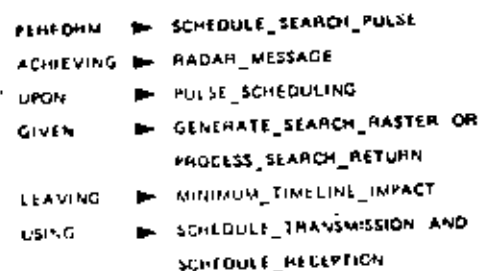 PERFORM ► SCHEDULE_SEARCH_PULSE
ACHIEVING ► RADAR_MESSAGE
UPON ► PULSE_SCHEDULING
GIVEN ► GENERATE_SEARCH_RASTER OR
PROCESS_SEARCH_RETURN
LEAVING ► MINIMUM_TIMELINE_IMPACT
USING ► SCHEDULE_TRANSMISSION AND
SCHEDULE_RECEPTION